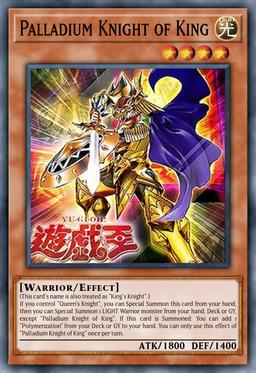 Palladium Knight of King
光
YU-GI-OH!
遊戯王
[Warrior/Effect]
(This card's name is also treated as "King's Knight".)
If you control "Queen's Knight", you can Special Summon this card from your hand,
then you can Special Summon 1 LIGHT Warrior monster from your hand, Deck or GY,
except "Palladium Knight of King". If this card is Summoned: You can add 1
"Polymerization" from your Deck or GY to your hand. You can only use this effect of
"Palladium Knight of King" once per turn.
ATK/1800 DEF/1400